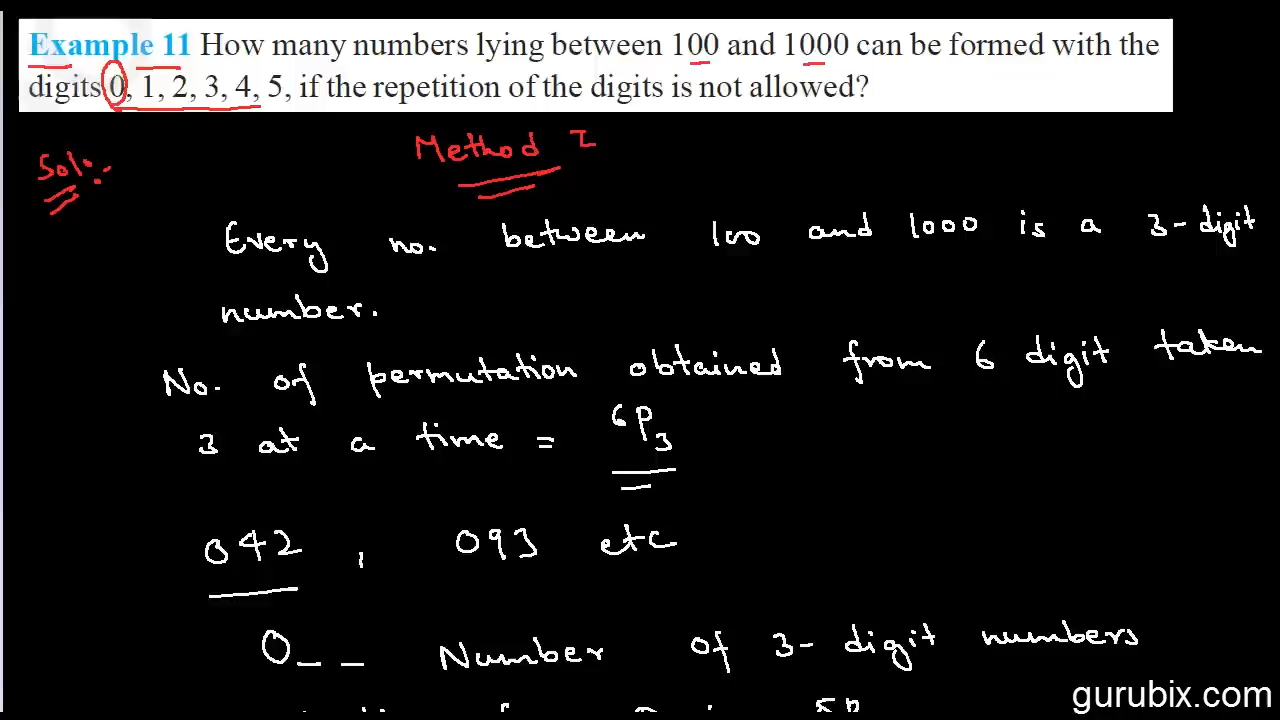 Example 11 How many numbers lying between 100 and 1000 can be formed with the
digits 0, 1, 2, 3, 4, 5, if the repetition of the digits is not allowed?
Method I
Sol:-
Every no. between 100 and 1000 is a 3-digit
number.
No. of permutation obtained from 6 digit taken
3 at a time = 6P3
042, 093 etc
0_ _ Number of 3-digit numbers
gurubix.com